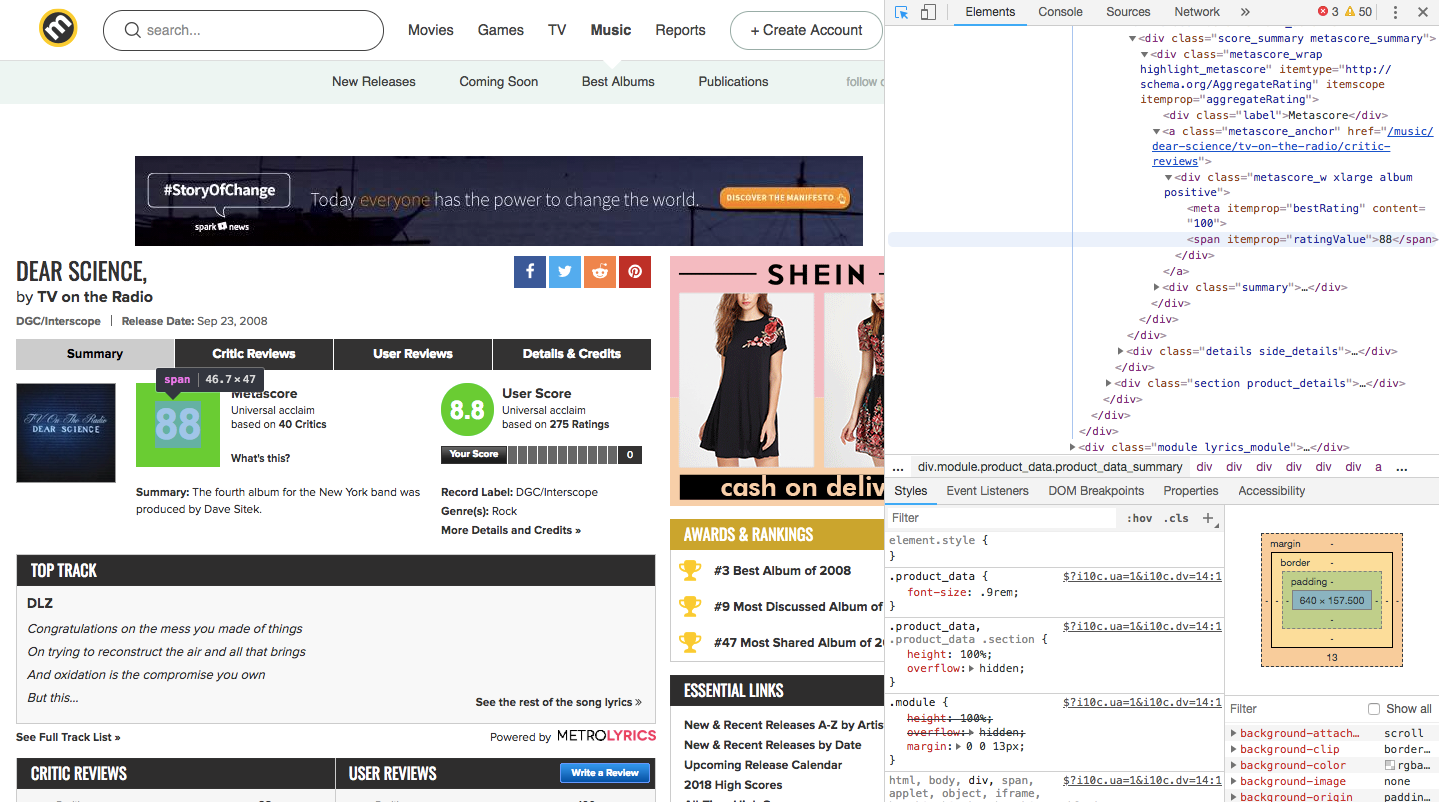 search...
Movies
Games
TV
Music
Reports
+ Create Account
New Releases
Coming Soon
Best Albums
Publications
follow
#StoryOfChange
spark news
Today everyone has the power to change the world.
DISCOVER THE MANIFESTO
DEAR SCIENCE,
by TV on the Radio
DGC/Interscope | Release Date: Sep 23, 2008
Summary
Critic Reviews
User Reviews
Details & Credits
span | 46.7 × 47
TV On The Radio
DEAR SCIENCE
88
Metascore
Universal acclaim
based on 40 Critics
What's this?
8.8
User Score
Universal acclaim
based on 275 Ratings
Your Score
0
Summary: The fourth album for the New York band was
produced by Dave Sitek.
Record Label: DGC/Interscope
Genre(s): Rock
More Details and Credits »
TOP TRACK
DLZ
Congratulations on the mess you made of things
On trying to reconstruct the air and all that brings
And oxidation is the compromise you own
But this...
See the rest of the song lyrics »
See Full Track List »
Powered by METROLYRICS
CRITIC REVIEWS
USER REVIEWS
Write a Review
SHEIN
cash on deliv
AWARDS & RANKINGS
#3 Best Album of 2008
#9 Most Discussed Album of
#47 Most Shared Album of 20
ESSENTIAL LINKS
New & Recent Releases A-Z by Artis
New & Recent Releases by Date
Upcoming Release Calendar
2018 High Scores
Elements
Console
Sources
Network
»
3
50
<div class="score_summary metascore_summary">
<div class="metascore_wrap
highlight_metascore" itemtype="http://
schema.org/AggregateRating" itemscope
itemprop="aggregateRating">
<div class="label">Metascore</div>
<a class="metascore_anchor" href="/music/
dear-science/tv-on-the-radio/critic-
reviews">
<div class="metascore_w xlarge album
positive">
<meta itemprop="bestRating" content=
"100">
<span itemprop="ratingValue">88</span>
</div>
</a>
<div class="summary">…</div>
</div>
</div>
</div>
<div class="details side_details">…</div>
</div>
<div class="section product_details">…</div>
</div>
</div>
</div>
<div class="module lyrics_module">…</div>
... div.module.product_data.product_data_summary div div div div div div a ...
Styles
Event Listeners
DOM Breakpoints
Properties
Accessibility
Filter
:hov .cls +
element.style {
}
.product_data { $?i10c.ua=1&i10c.dv=14:1
font-size: .9rem;
}
.product_data, $?i10c.ua=1&i10c.dv=14:1
.product_data .section {
height: 100%;
overflow: hidden;
}
.module { $?i10c.ua=1&i10c.dv=14:1
height: 100%;
overflow: hidden;
margin: 0 0 13px;
}
html, body, div, span, $?i10c.ua=1&i10c.dv=14:1
applet, object, iframe,
margin -
border -
padding -
640 × 157.500
- - - - - -
-
-
13
Filter
Show all
background-attach… scroll
background-clip border…
background-color rgba…
background-image none
background-origin paddin…